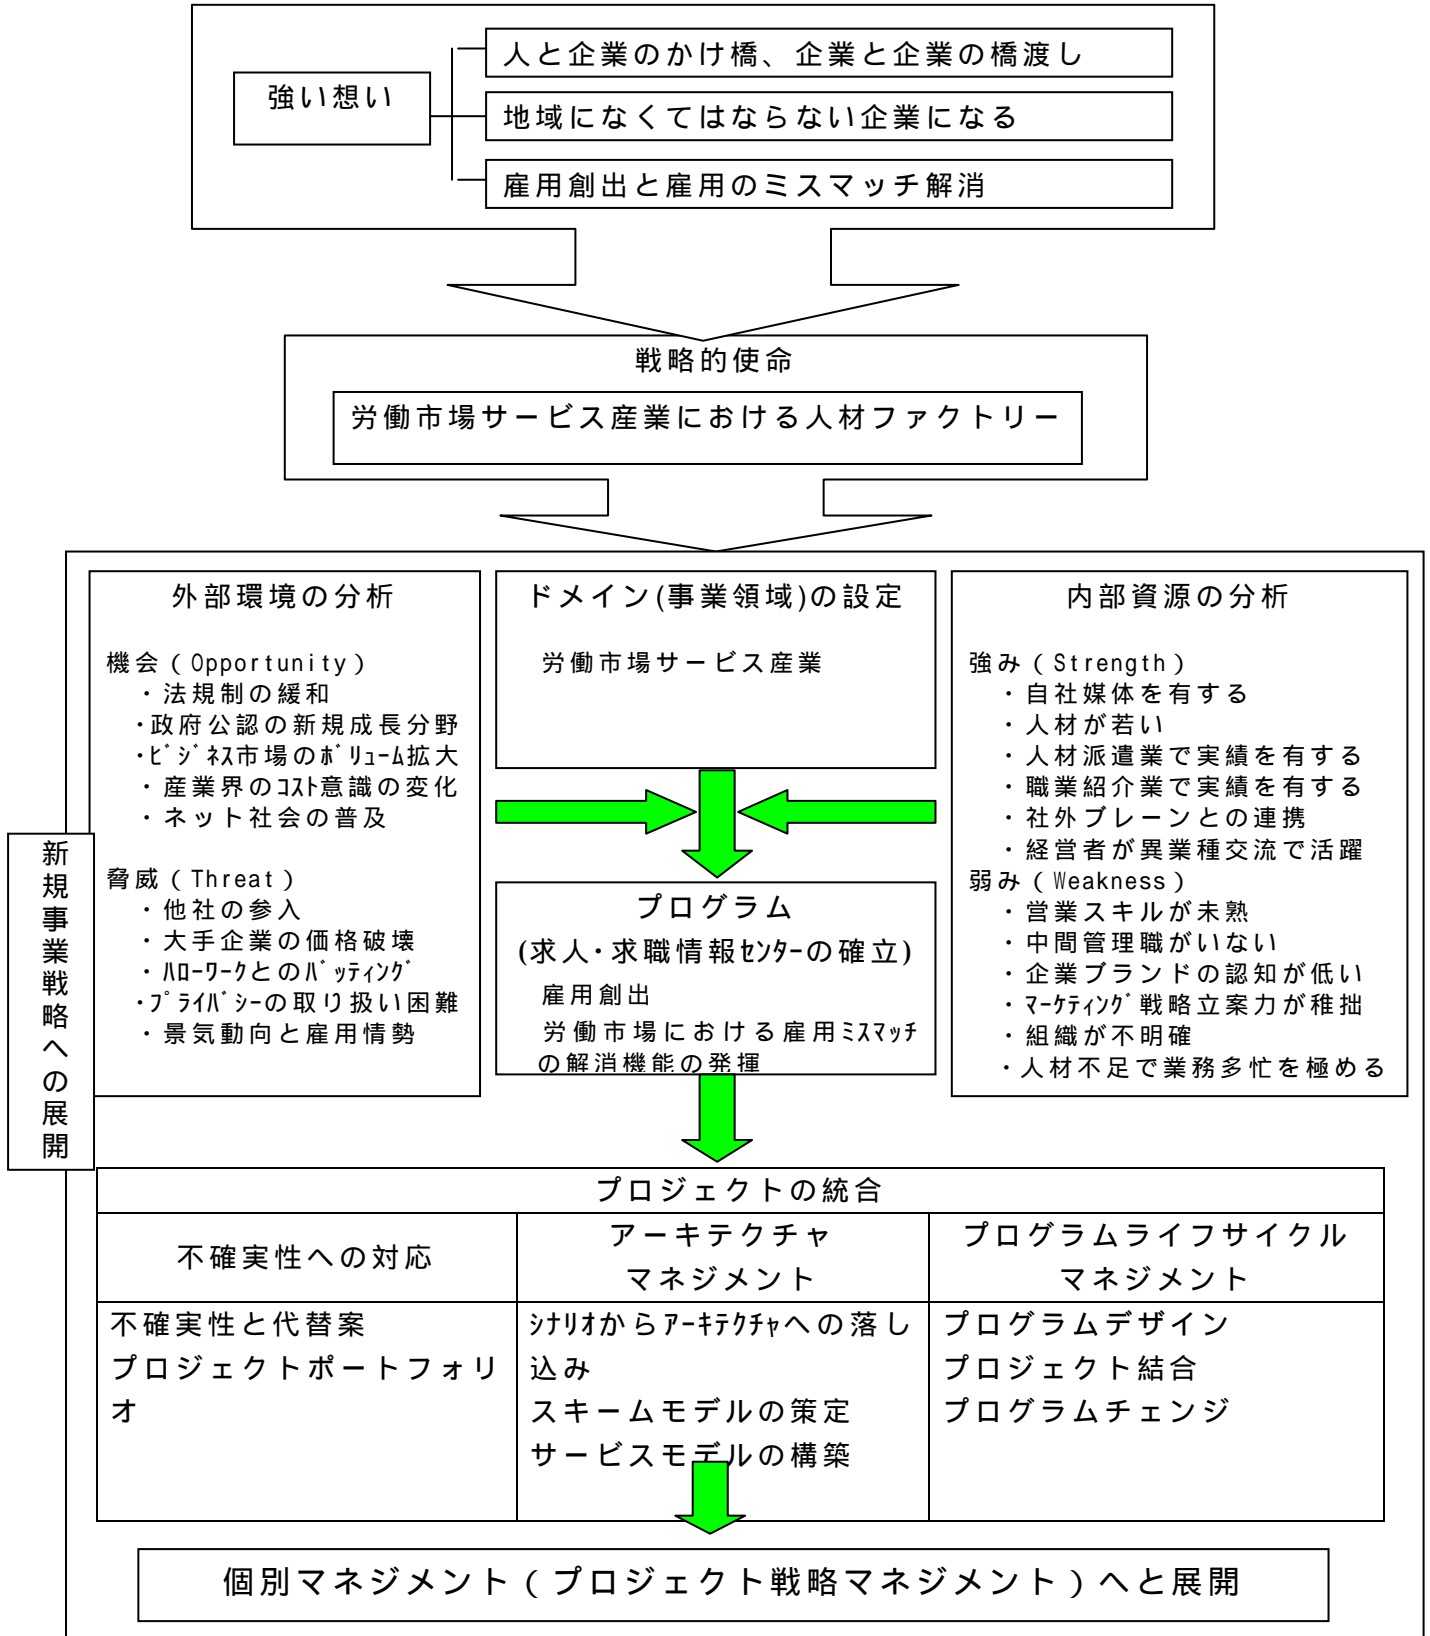 人と企業のかけ橋、企業と企業の橋渡し
強い想い
地域になくてはならない企業になる
雇用創出と雇用のミスマッチ解消
戦略的使命
労働市場サービス産業における人材ファクトリー
新規事業戦略への展開
外部環境の分析
機会(Opportunity)
・法規制の緩和
・政府公認の新規成長分野
・ﾋﾞｼﾞﾈｽ市場のﾎﾞﾘｭｰﾑ拡大
・産業界のｺｽﾄ意識の変化
・ネット社会の普及
脅威(Threat)
・他社の参入
・大手企業の価格破壊
・ﾊﾛｰﾜｰｸとのﾊﾞｯﾃｨﾝｸﾞ
・ﾌﾟﾗｲﾊﾞｼｰの取り扱い困難
・景気動向と雇用情勢
ドメイン(事業領域)の設定
労働市場サービス産業
内部資源の分析
強み(Strength)
・自社媒体を有する
・人材が若い
・人材派遣業で実績を有する
・職業紹介業で実績を有する
・社外ブレーンとの連携
・経営者が異業種交流で活躍
弱み(Weakness)
・営業スキルが未熟
・中間管理職がいない
・企業ブランドの認知が低い
・ﾏｰｹﾃｨﾝｸﾞ戦略立案力が稚拙
・組織が不明確
・人材不足で業務多忙を極める
プログラム
(求人･求職情報ｾﾝﾀｰの確立)
雇用創出
労働市場における雇用ﾐｽﾏｯﾁ
の解消機能の発揮
プロジェクトの統合
不確実性への対応
アーキテクチャ
マネジメント
プログラムライフサイクル
マネジメント
不確実性と代替案
プロジェクトポートフォリ
オ
ｼﾅﾘｵからｱｰｷﾃｸﾁｬへの落し
込み
スキームモデルの策定
サービスモデルの構築
プログラムデザイン
プロジェクト結合
プログラムチェンジ
個別マネジメント(プロジェクト戦略マネジメント)へと展開